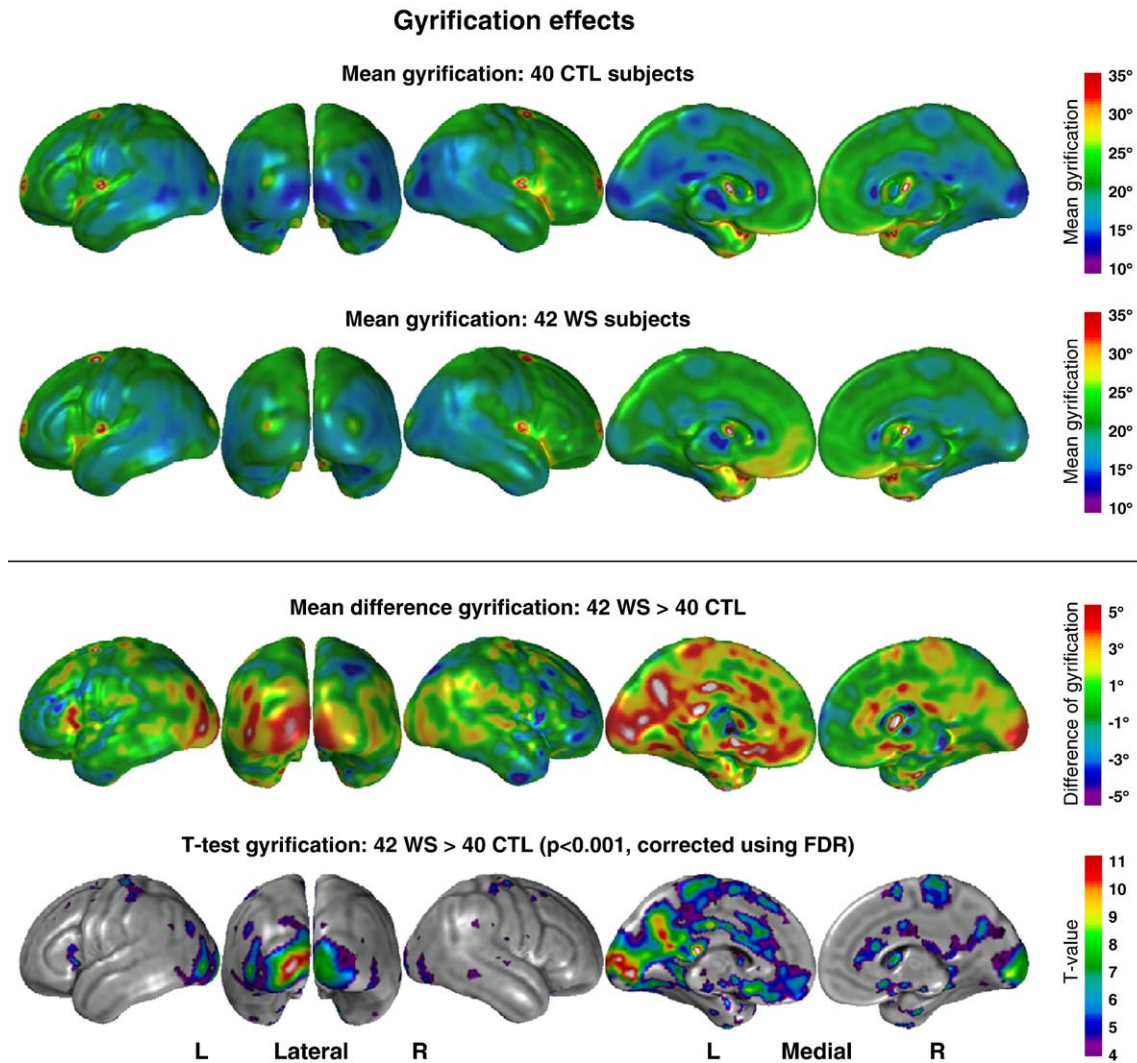 Gyrification effects
Mean gyrification: 40 CTL subjects
Mean gyrification
35°
30°
25°
20°
15°
10°
Mean gyrification: 42 WS subjects
Mean gyrification
35°
30°
25°
20°
15°
10°
Mean difference gyrification: 42 WS > 40 CTL
Difference of gyrification
5°
3°
1°
-1°
-3°
-5°
T-test gyrification: 42 WS > 40 CTL (p<0.001, corrected using FDR)
T-value
11
10
9
8
7
6
5
4
L Lateral R L Medial R